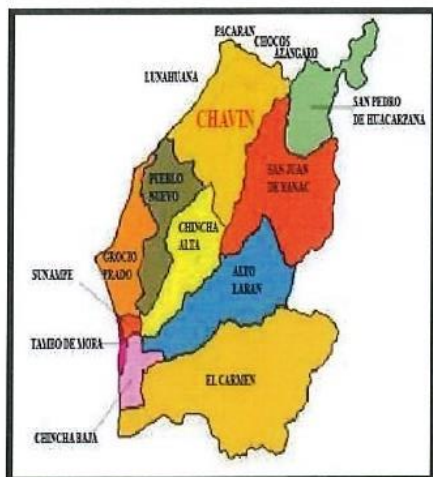 PACARAN
CHOCOS
AZANGARO
LUNAHUANA
SAN PEDRO
DE HUACARPANA
CHAVIN
PUEBLO
NUEVO
SAN JUAN
DE YANAC
CHINCHA
ALTA
GROCIO
PRADO
SUNAMPE
ALTO
LARAN
TAMBO DE MORA
EL CARMEN
CHINCHA BAJA